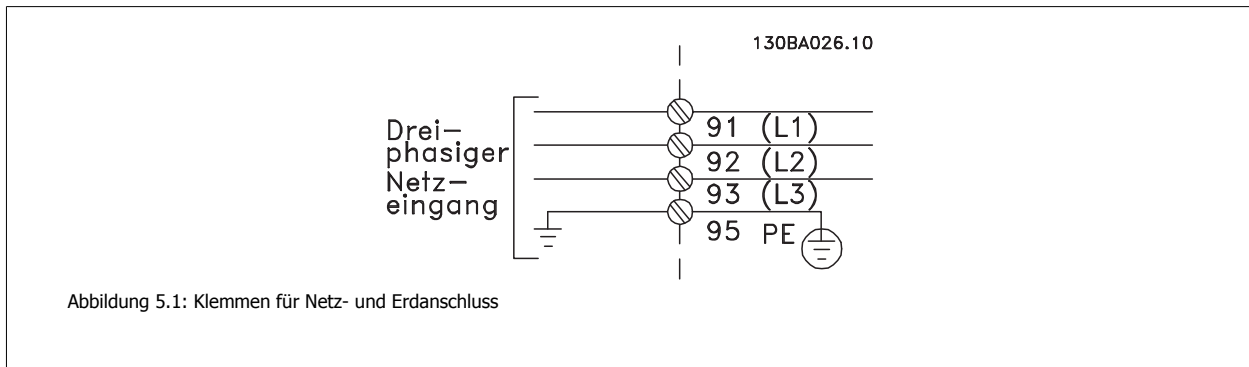 130BA026.10
Drei-
phasiger
Netz-
eingang
91 (L1)
92 (L2)
93 (L3)
95 PE
Abbildung 5.1: Klemmen für Netz- und Erdanschluss